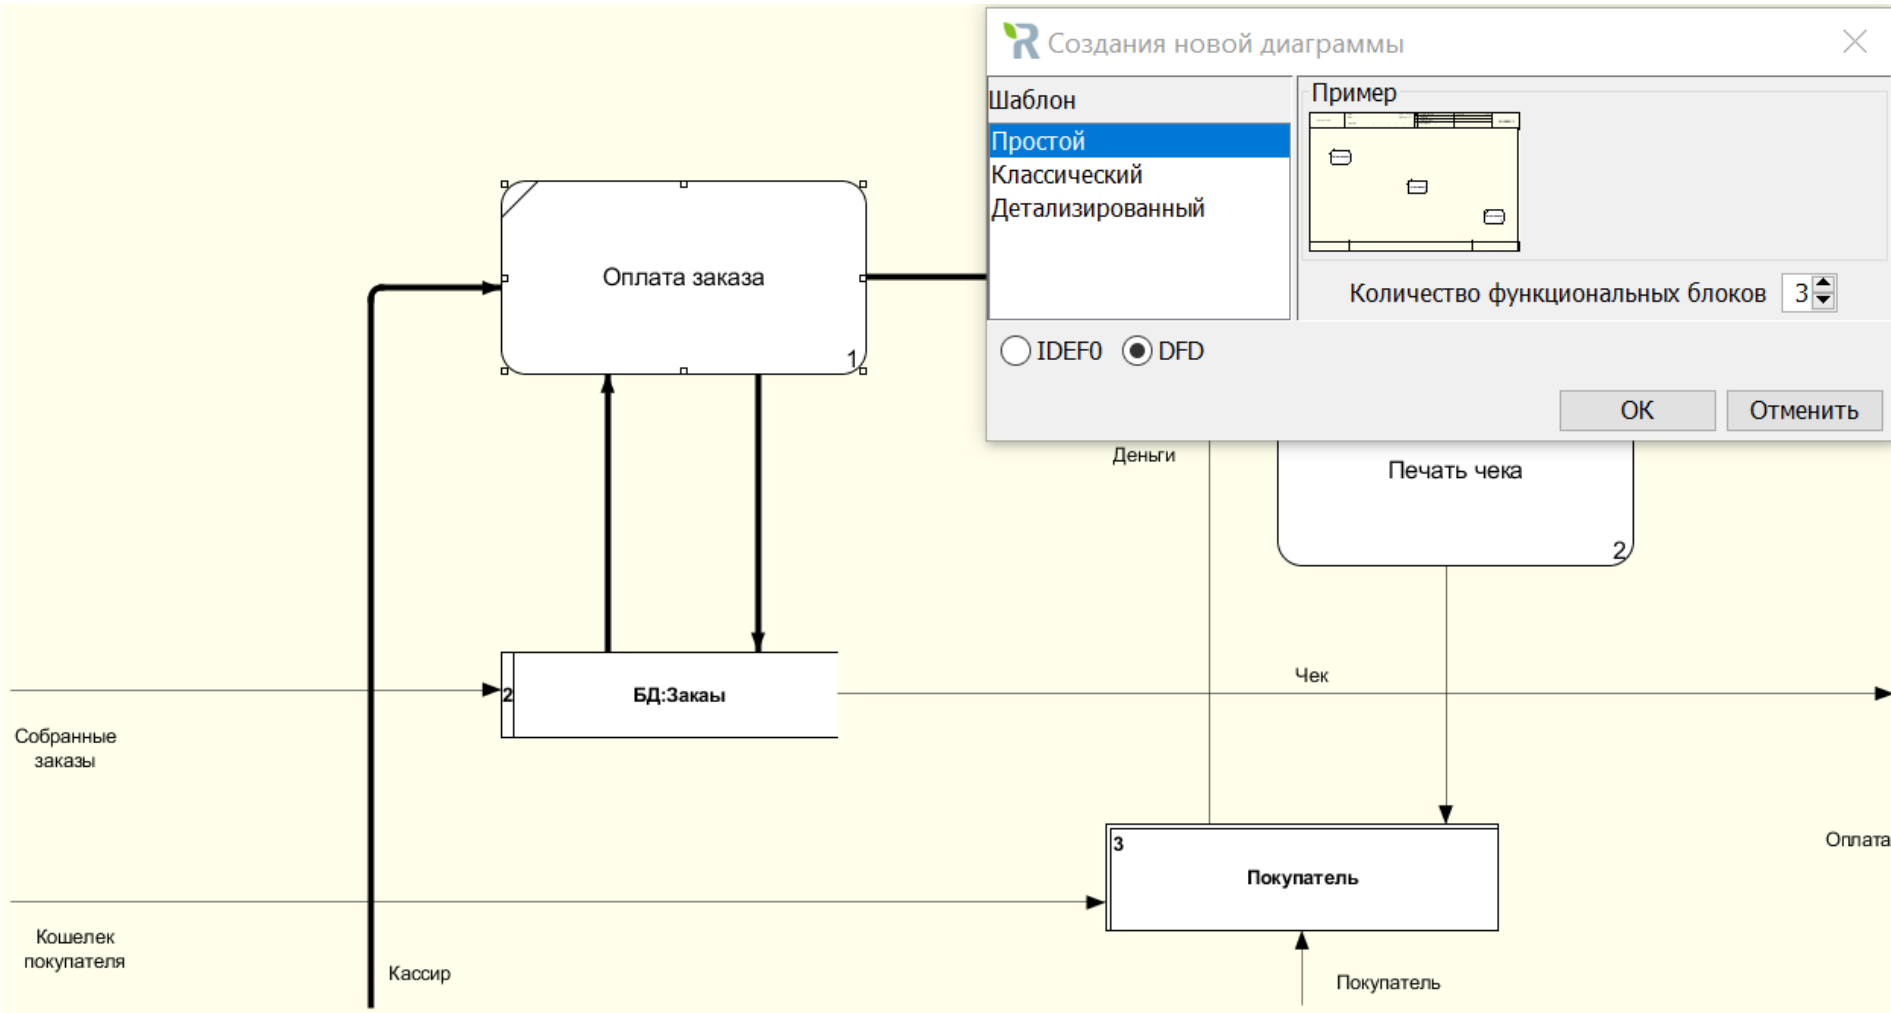 Создания новой диаграммы
Шаблон
Простой
Классический
Детализированный
Пример
Количество функциональных блоков 3
IDEF0 DFD
ОК Отменить
Оплата заказа
1
Деньги
Печать чека
2
2 БД:Закаы
Чек
Собранные
заказы
3
Покупатель
Оплата
Кошелек
покупателя
Кассир
Покупатель